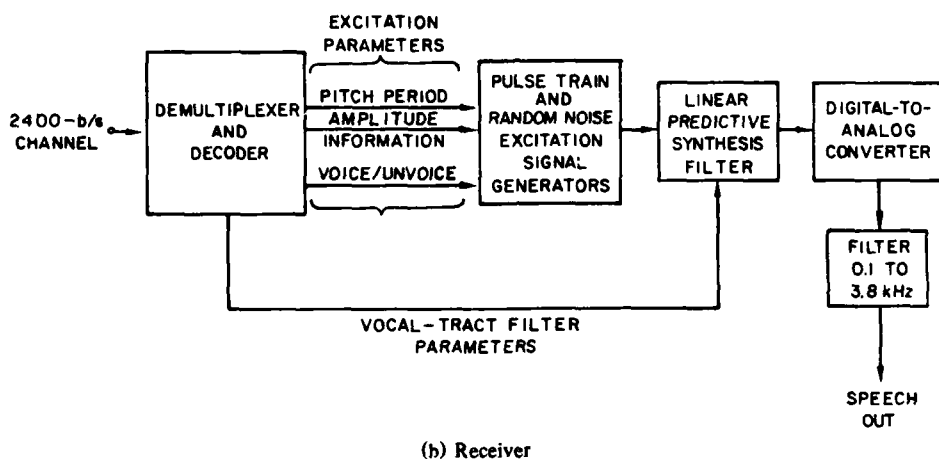 EXCITATION
PARAMETERS
2400-b/s
CHANNEL
DEMULTIPLEXER
AND
DECODER
PITCH PERIOD
AMPLITUDE
INFORMATION
VOICE/UNVOICE
PULSE TRAIN
AND
RANDOM NOISE
EXCITATION
SIGNAL
GENERATORS
LINEAR
PREDICTIVE
SYNTHESIS
FILTER
DIGITAL-TO-
ANALOG
CONVERTER
FILTER
0.1 TO
3.8 kHz
VOCAL-TRACT FILTER
PARAMETERS
SPEECH
OUT
(b) Receiver